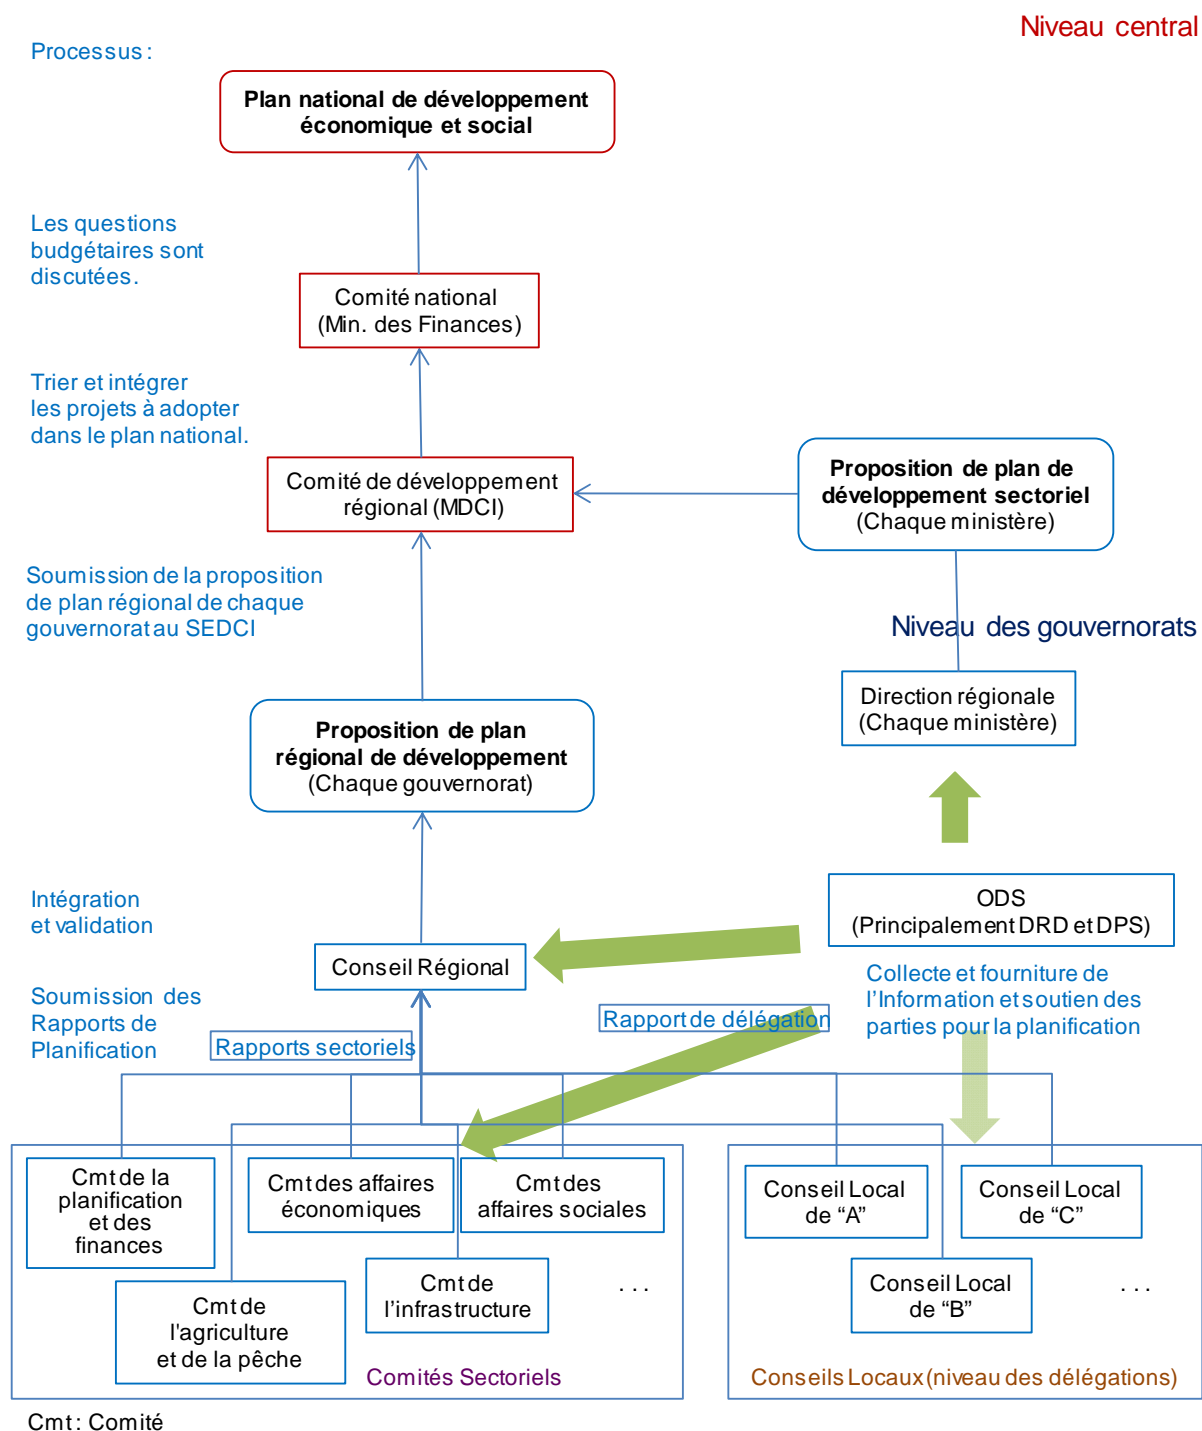 Niveau central
Processus :
Plan national de développement
économique et social
Les questions
budgétaires sont
discutées.
Comité national
(Min. des Finances)
Trier et intégrer
les projets à adopter
dans le plan national.
Comité de développement
régional (MDCI)
Proposition de plan de
développement sectoriel
(Chaque ministère)
Soumission de la proposition
de plan régional de chaque
gouvernorat au SEDCI
Niveau des gouvernorats
Direction régionale
(Chaque ministère)
Proposition de plan
régional de développement
(Chaque gouvernorat)
Intégration
et validation
ODS
(Principalement DRD et DPS)
Conseil Régional
Collecte et fourniture de
l’Information et soutien des
parties pour la planification
Soumission des
Rapports de
Planification
Rapports sectoriels
Rapport de délégation
Cmt de la
planification
et des
finances
Cmt des affaires
économiques
Cmt des
affaires sociales
Conseil Local
de “A”
Conseil Local
de “C”
Cmt de
l'agriculture
et de la pêche
Cmt de
l’infrastructure
. . .
Conseil Local
de “B”
. . .
Comités Sectoriels
Conseils Locaux (niveau des délégations)
Cmt : Comité